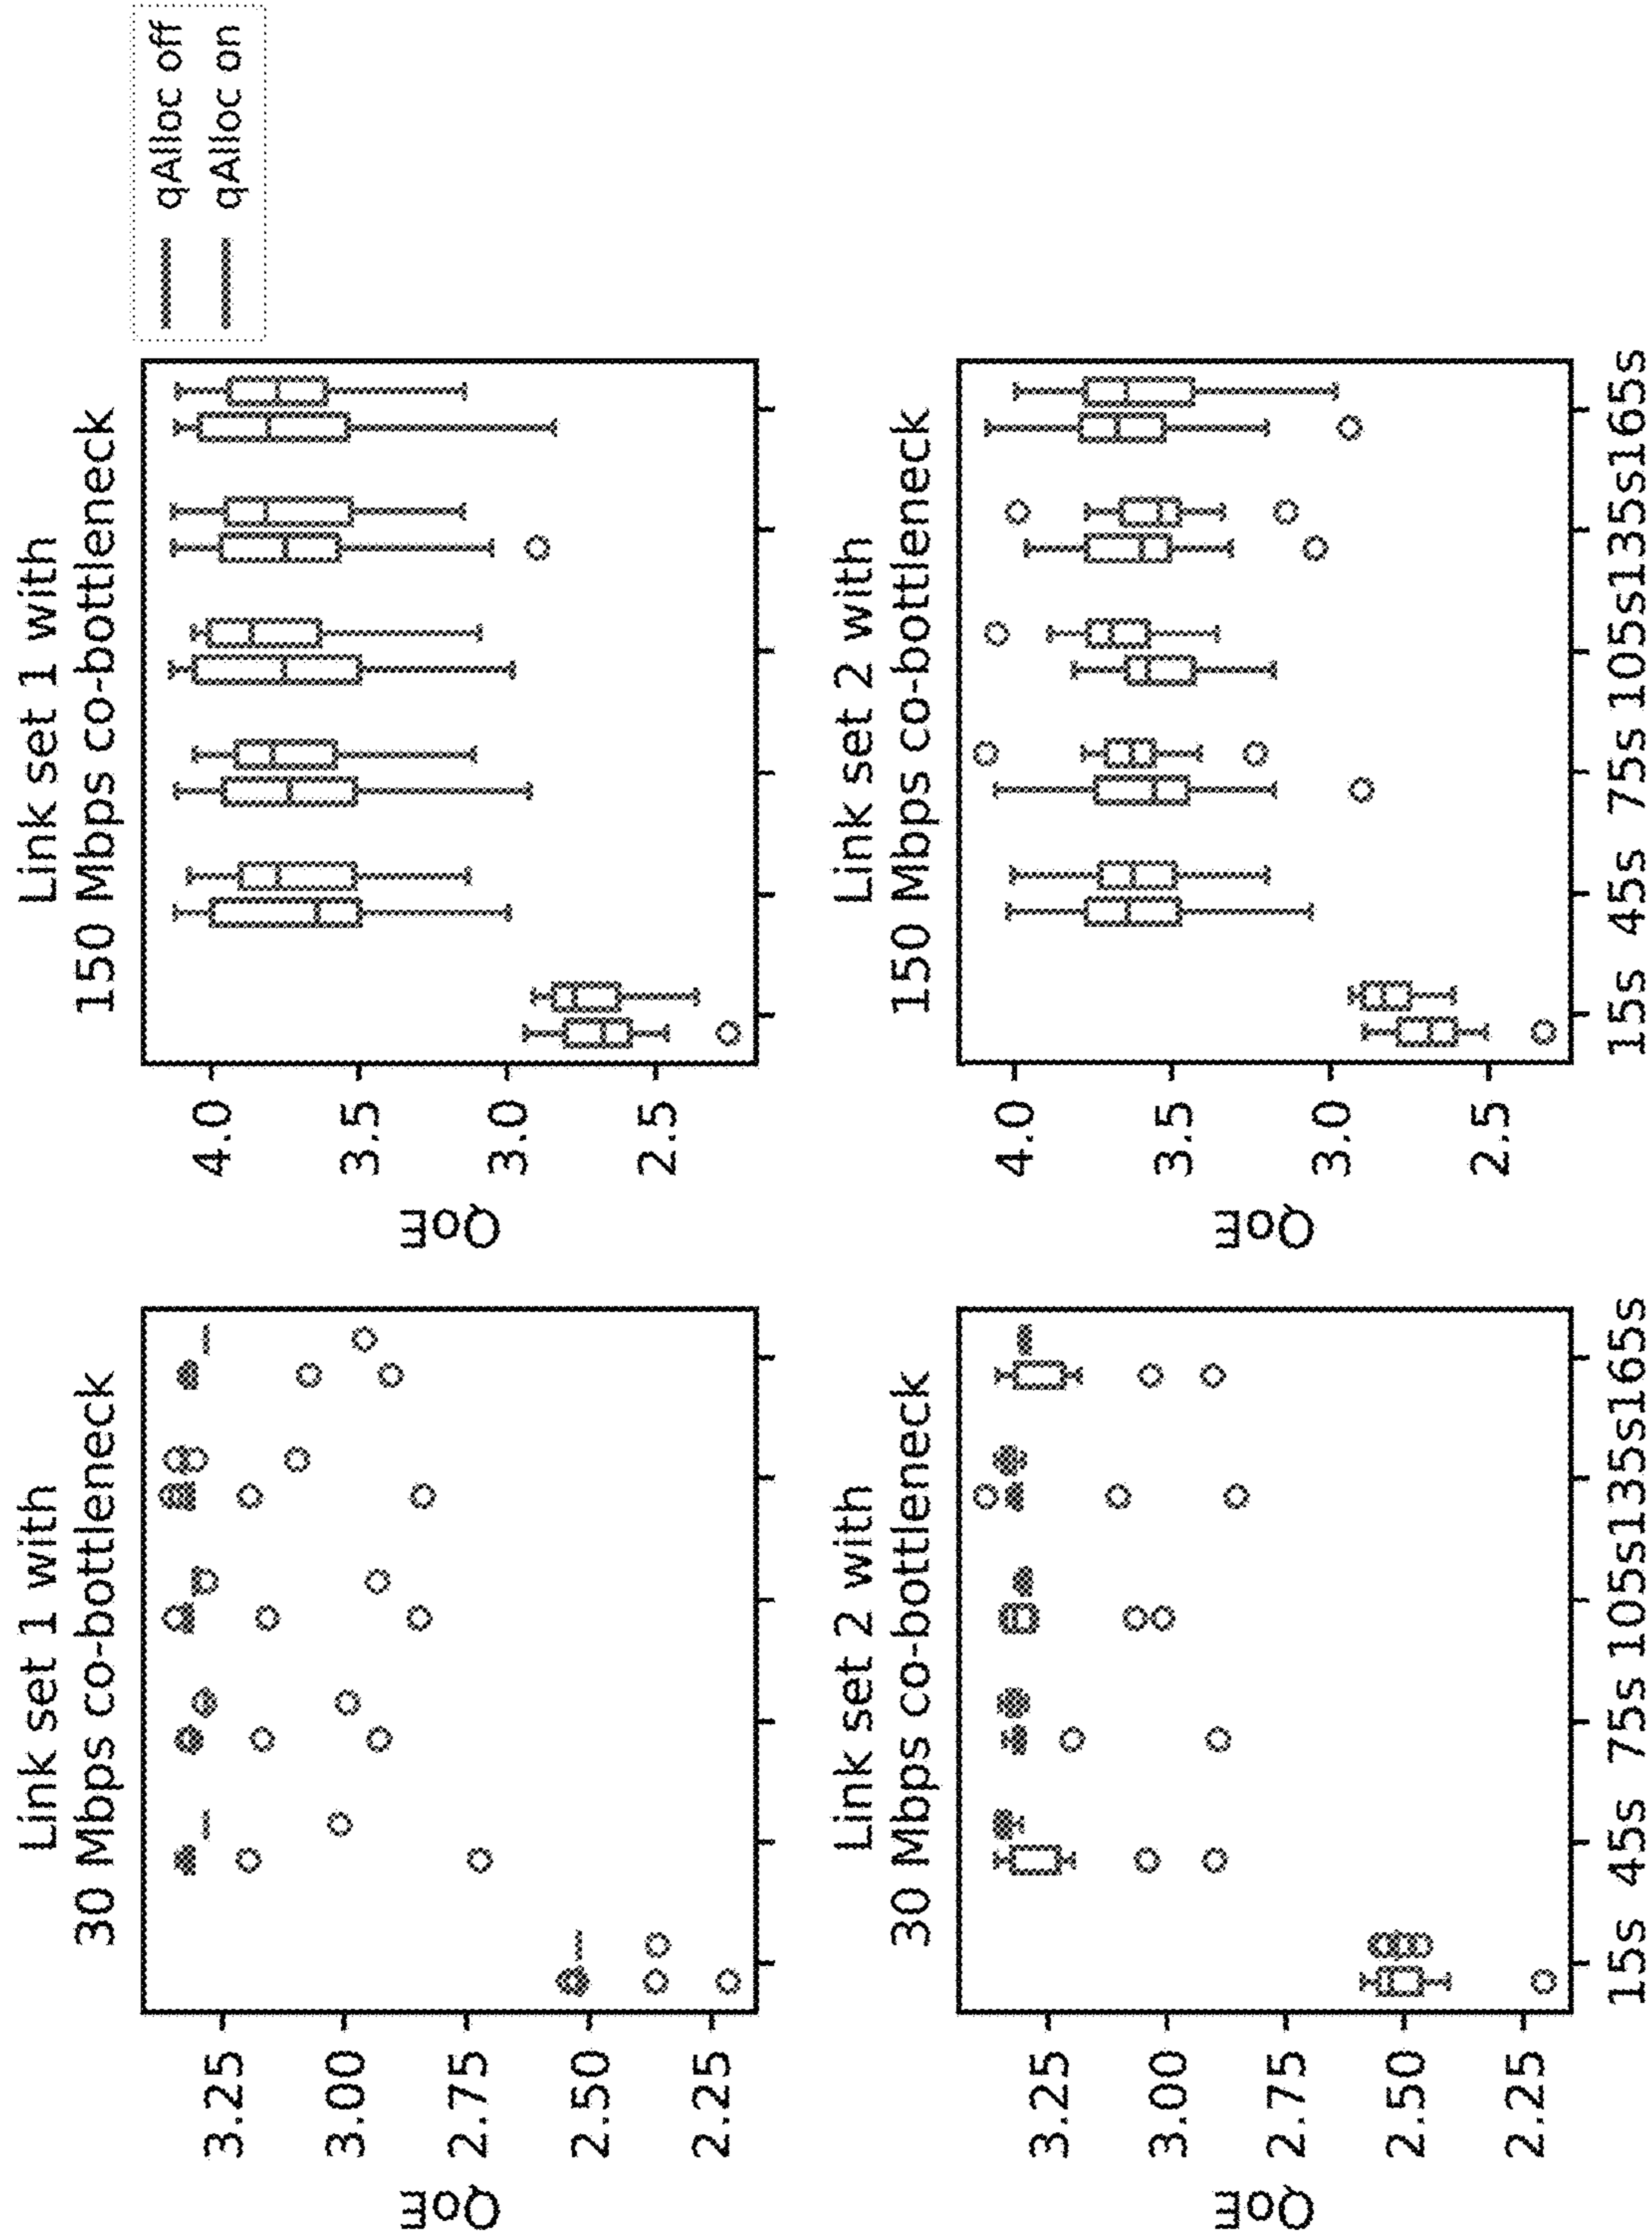 Link set 1 with
30 Mbps co-bottleneck
QoE
3.25
3.00
2.75
2.50
2.25
Link set 1 with
150 Mbps co-bottleneck
QoE
4.0
3.5
3.0
2.5
qAlloc off
qAlloc on
Link set 2 with
30 Mbps co-bottleneck
QoE
3.25
3.00
2.75
2.50
2.25
15s 45s 75s 105s135s165s
Link set 2 with
150 Mbps co-bottleneck
QoE
4.0
3.5
3.0
2.5
15s 45s 75s 105s135s165s